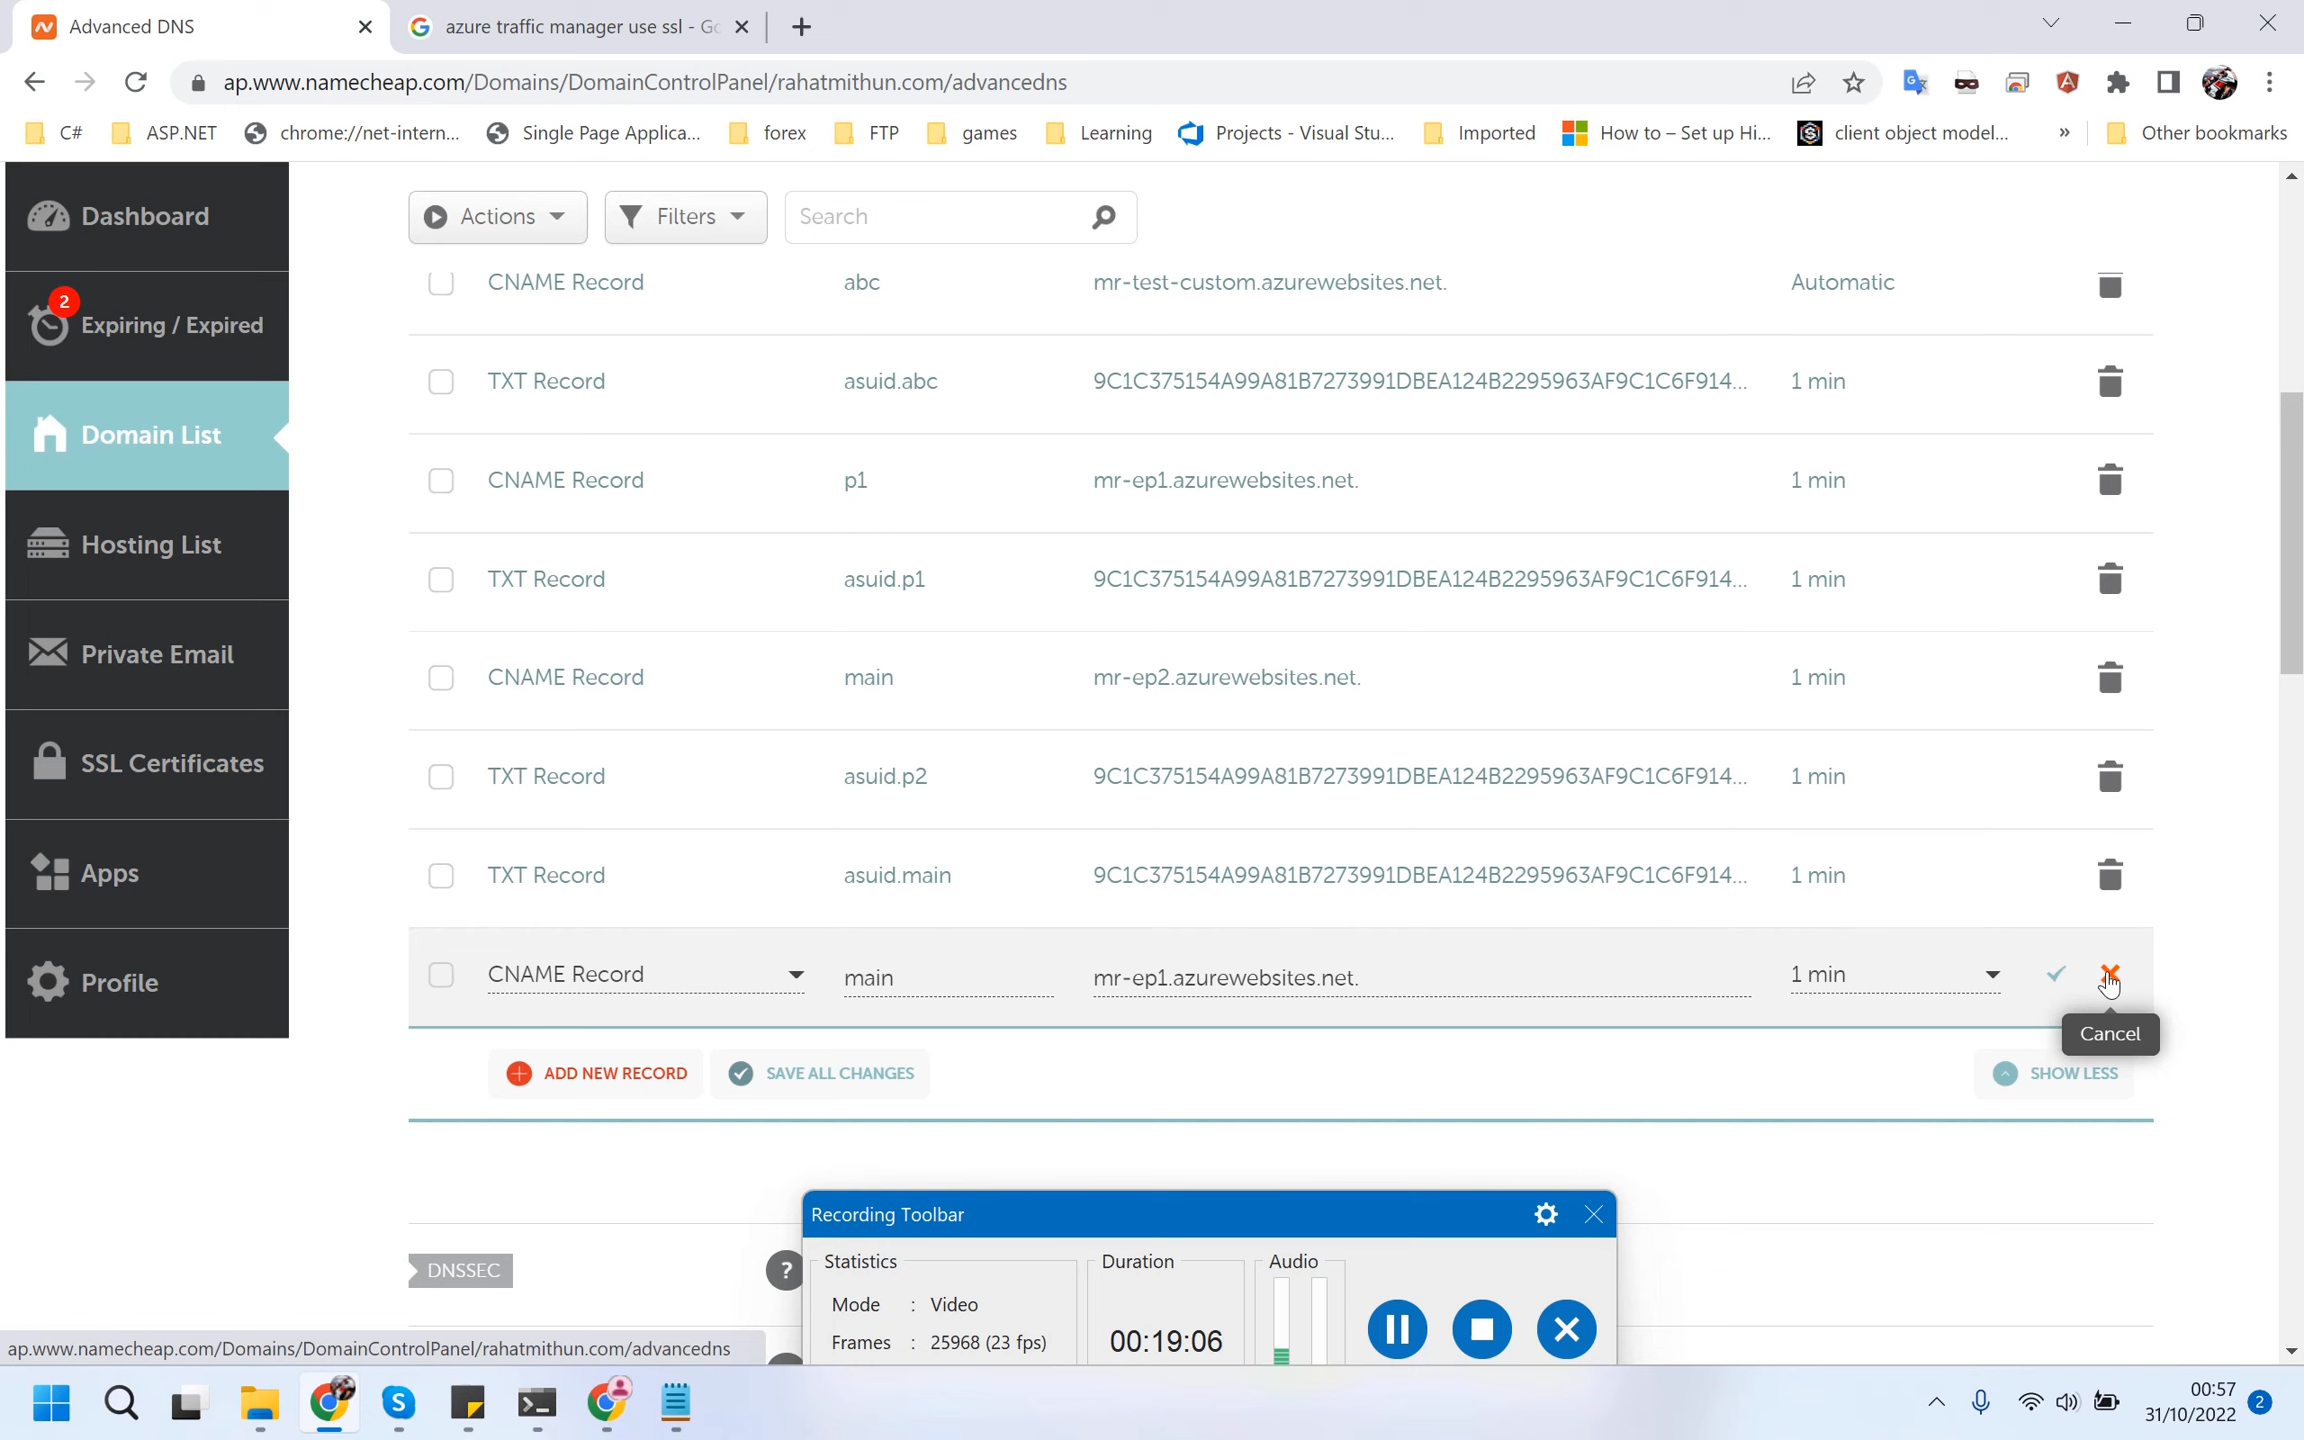 Advanced DNS
azure traffic manager use ssl - Go
ap.www.namecheap.com/Domains/DomainControlPanel/rahatmithun.com/advancedns
C#
ASP.NET
chrome://net-intern...
Single Page Applica...
forex
FTP
games
Learning
Projects - Visual Stu...
Imported
How to – Set up Hi...
client object model...
»
Other bookmarks
Dashboard
2
Expiring / Expired
Domain List
Hosting List
Private Email
SSL Certificates
Apps
Profile
Actions
Filters
Search
CNAME Record abc mr-test-custom.azurewebsites.net. Automatic
TXT Record asuid.abc 9C1C375154A99A81B7273991DBEA124B2295963AF9C1C6F914... 1 min
CNAME Record p1 mr-ep1.azurewebsites.net. 1 min
TXT Record asuid.p1 9C1C375154A99A81B7273991DBEA124B2295963AF9C1C6F914... 1 min
CNAME Record main mr-ep2.azurewebsites.net. 1 min
TXT Record asuid.p2 9C1C375154A99A81B7273991DBEA124B2295963AF9C1C6F914... 1 min
TXT Record asuid.main 9C1C375154A99A81B7273991DBEA124B2295963AF9C1C6F914... 1 min
CNAME Record main mr-ep1.azurewebsites.net. 1 min
Cancel
ADD NEW RECORD
SAVE ALL CHANGES
SHOW LESS
DNSSEC
?
Recording Toolbar
Statistics
Mode : Video
Frames : 25968 (23 fps)
Duration
00:19:06
Audio
ap.www.namecheap.com/Domains/DomainControlPanel/rahatmithun.com/advancedns
00:57
31/10/2022
2